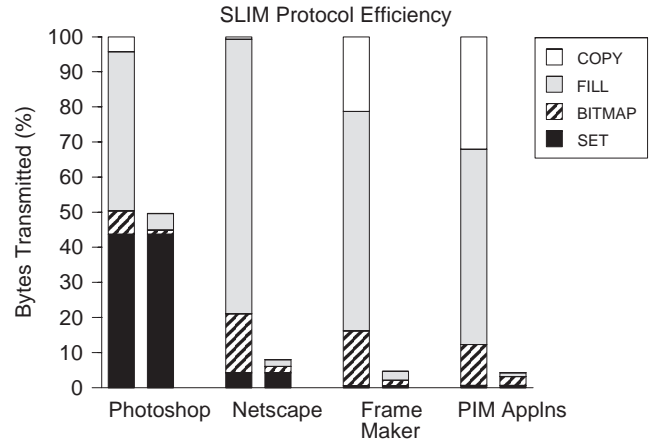 SLIM Protocol Efficiency
Bytes Transmitted (%)
100
90
80
70
60
50
40
30
20
10
0
COPY
FILL
BITMAP
SET
Photoshop
Netscape
Frame
Maker
PIM Applns